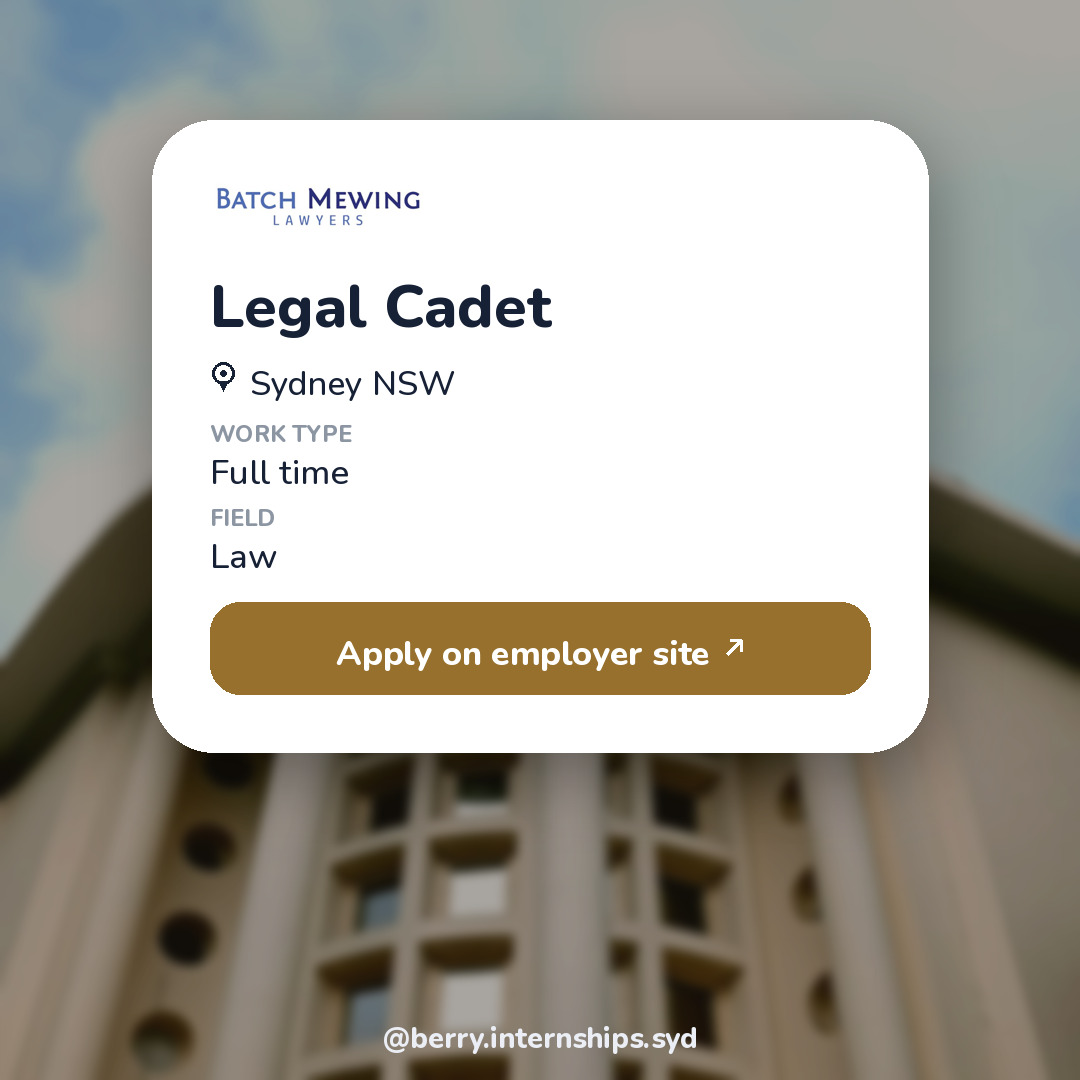 BATCH MEWING
LAWYERS
Legal Cadet
Sydney NSW
WORK TYPE
Full time
FIELD
Law
Apply on employer site
@berry.internships.syd